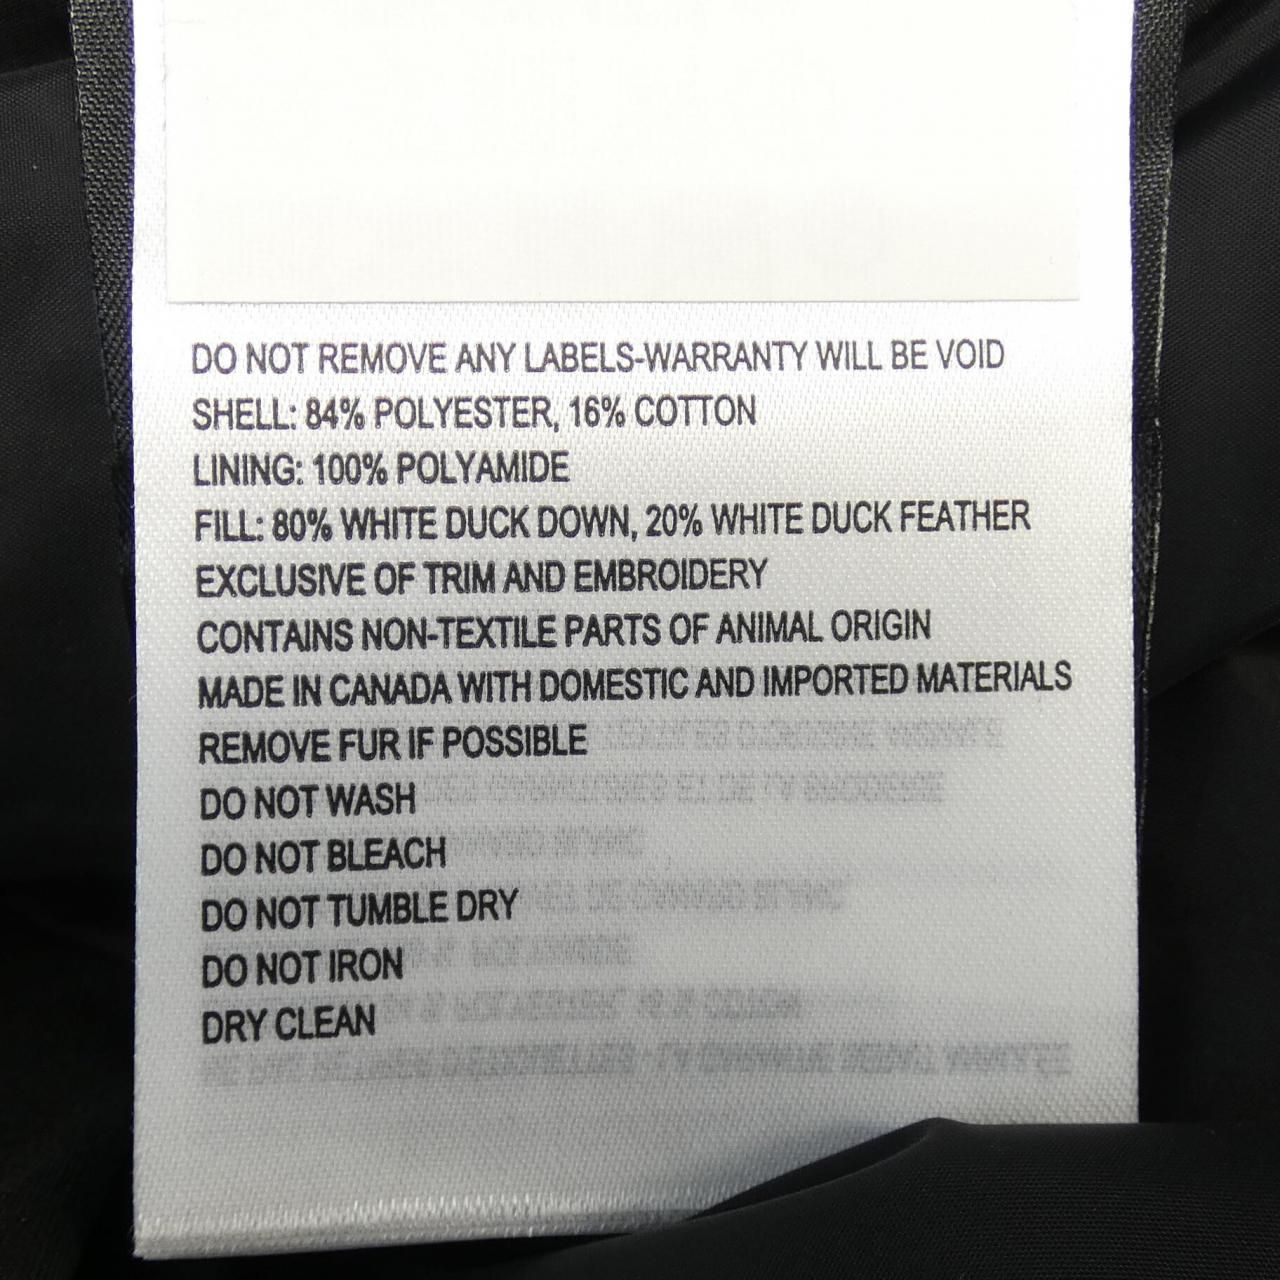 DO NOT REMOVE ANY LABELS-WARRANTY WILL BE VOID
SHELL: 84% POLYESTER, 16% COTTON
LINING: 100% POLYAMIDE
FILL: 80% WHITE DUCK DOWN, 20% WHITE DUCK FEATHER
EXCLUSIVE OF TRIM AND EMBROIDERY
CONTAINS NON-TEXTILE PARTS OF ANIMAL ORIGIN
MADE IN CANADA WITH DOMESTIC AND IMPORTED MATERIALS
REMOVE FUR IF POSSIBLE
DO NOT WASH
DO NOT BLEACH
DO NOT TUMBLE DRY
DO NOT IRON
DRY CLEAN